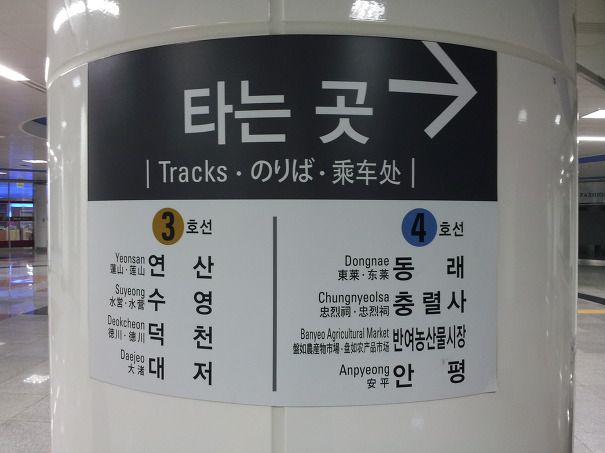 타는 곳
| Tracks · のりば · 乘车处 |
3 호선
Yeonsan 연산
蓮山 · 莲山
Suyeong 수영
水営 · 水营
Deokcheon 덕천
徳川 · 德川
Daejeo 대저
大渚
4 호선
Dongnae 동래
東莱 · 东莱
Chungnyeolsa 충렬사
忠烈祠 · 忠烈祠
Banyeo Agricultural Market 반여농산물시장
盤如農産物市場 · 盘如农产品市场
Anpyeong 안평
安平